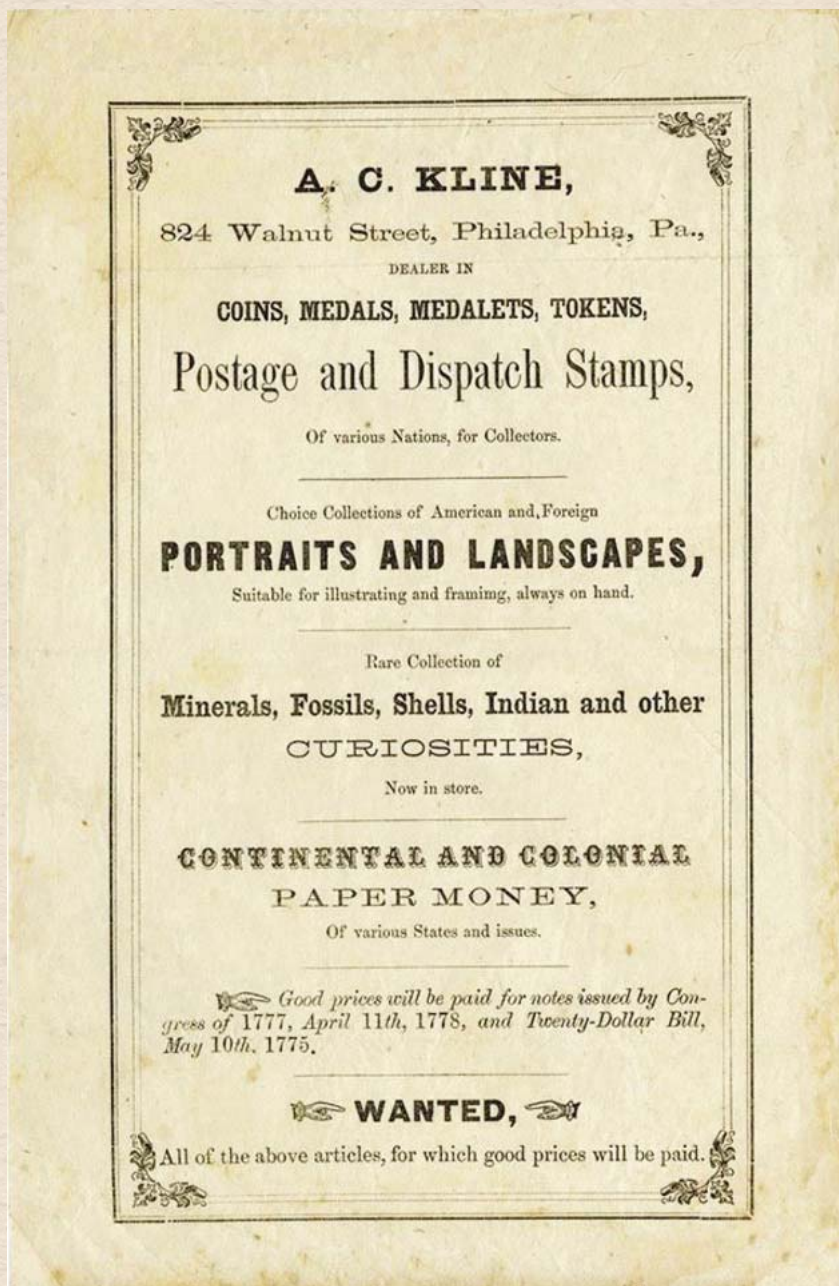 A. C. KLINE,
824 Walnut Street, Philadelphia, Pa.,
DEALER IN
COINS, MEDALS, MEDALETS, TOKENS,
Postage and Dispatch Stamps,
Of various Nations, for Collectors.
Choice Collections of American and Foreign
PORTRAITS AND LANDSCAPES,
Suitable for illustrating and framimg, always on hand.
Rare Collection of
Minerals, Fossils, Shells, Indian and other
CURIOSITIES,
Now in store.
CONTINENTAL AND COLONIAL
PAPER MONEY,
Of various States and issues.
Good prices will be paid for notes issued by Con-
gress of 1777, April 11th, 1778, and Twenty-Dollar Bill,
May 10th. 1775.
WANTED,
All of the above articles, for which good prices will be paid.